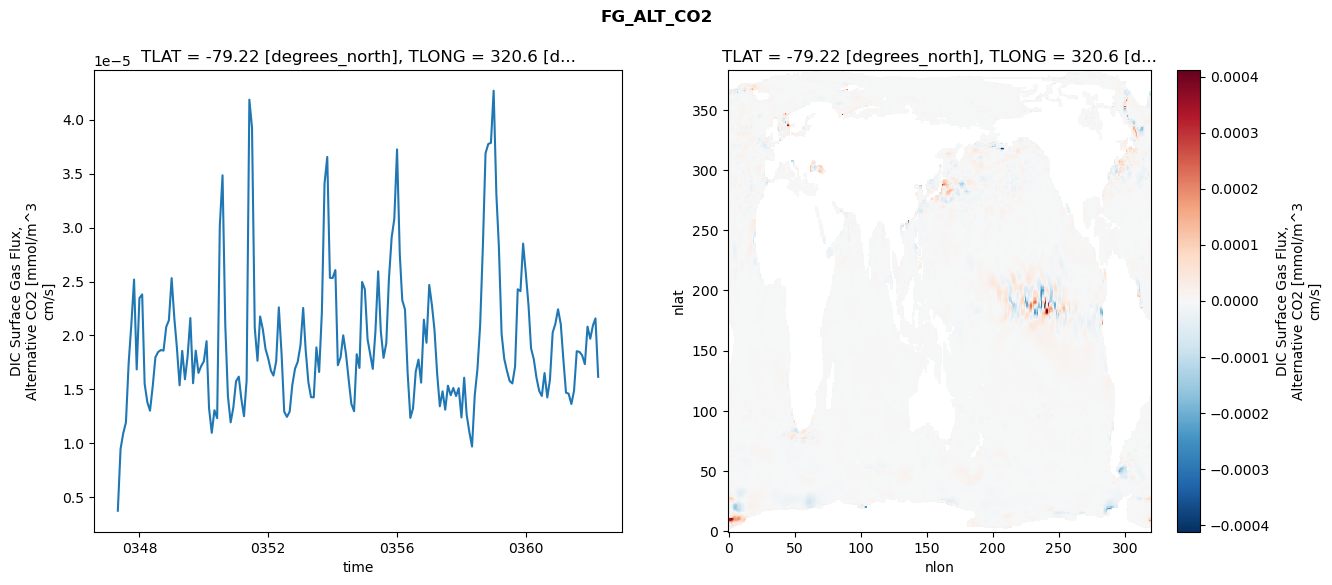 FG_ALT_CO2
TLAT = -79.22 [degrees_north], TLONG = 320.6 [d...
1e−5
4.0
3.5
3.0
2.5
2.0
1.5
1.0
0.5
DIC Surface Gas Flux,
Alternative CO2 [mmol/m^3
cm/s]
0348
0352
0356
0360
time
TLAT = -79.22 [degrees_north], TLONG = 320.6 [d...
350
300
250
200
150
100
50
0
nlat
0
50
100
150
200
250
300
nlon
0.0004
0.0003
0.0002
0.0001
0.0000
−0.0001
−0.0002
−0.0003
−0.0004
DIC Surface Gas Flux,
Alternative CO2 [mmol/m^3
cm/s]